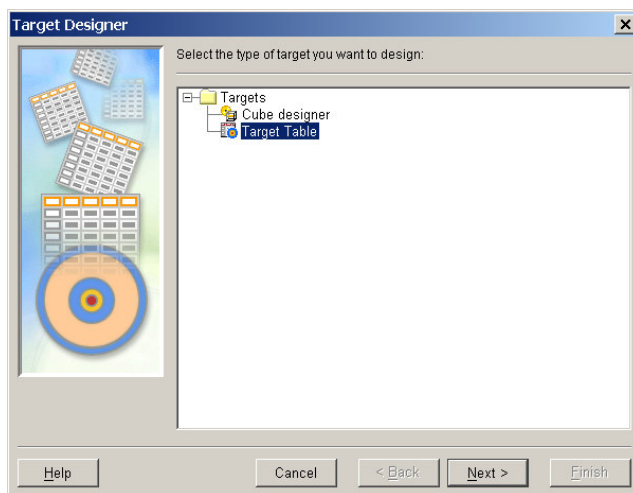 Target Designer
Select the type of target you want to design:
Targets
Cube designer
Target Table
Help
Cancel
< Back
Next >
Finish